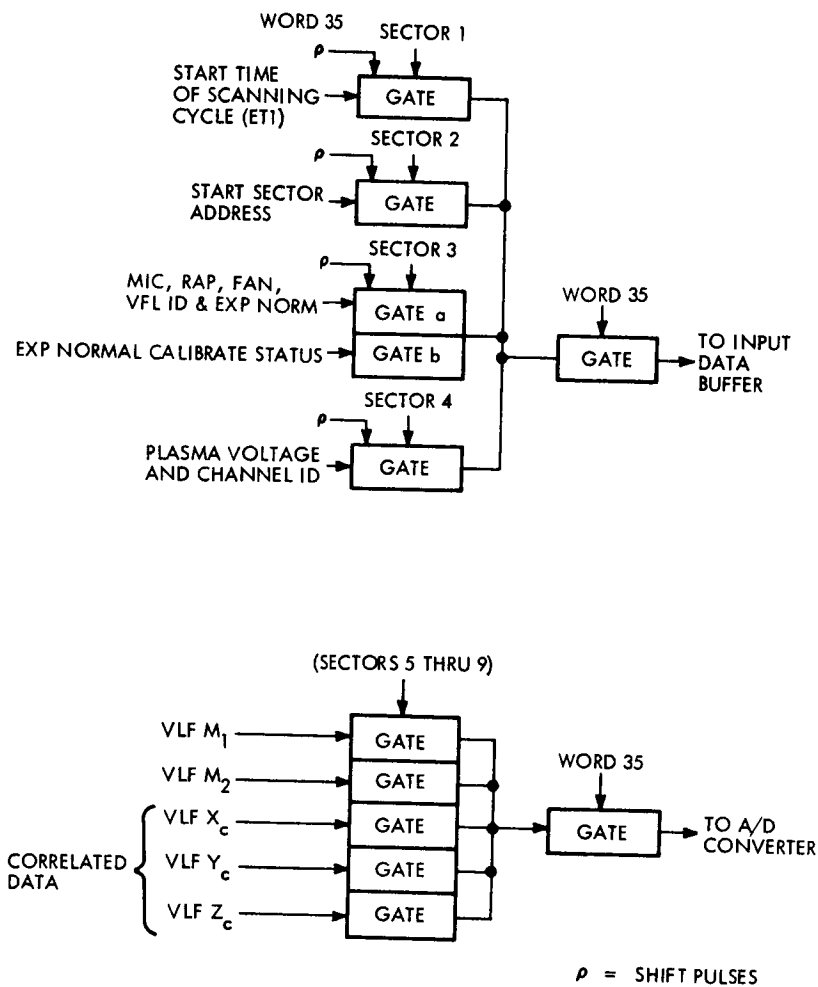 WORD 35
SECTOR 1
ρ
START TIME
OF SCANNING
CYCLE (ET1)
GATE
SECTOR 2
ρ
START SECTOR
ADDRESS
GATE
SECTOR 3
ρ
MIC, RAP, FAN,
VFL ID & EXP NORM
GATE a
EXP NORMAL CALIBRATE STATUS
GATE b
WORD 35
GATE
TO INPUT
DATA
BUFFER
SECTOR 4
ρ
PLASMA VOLTAGE
AND CHANNEL ID
GATE
(SECTORS 5 THRU 9)
VLF M1
GATE
VLF M2
GATE
VLF Xc
GATE
VLF Yc
GATE
VLF Zc
GATE
CORRELATED
DATA
WORD 35
GATE
TO A/D
CONVERTER
ρ = SHIFT PULSES